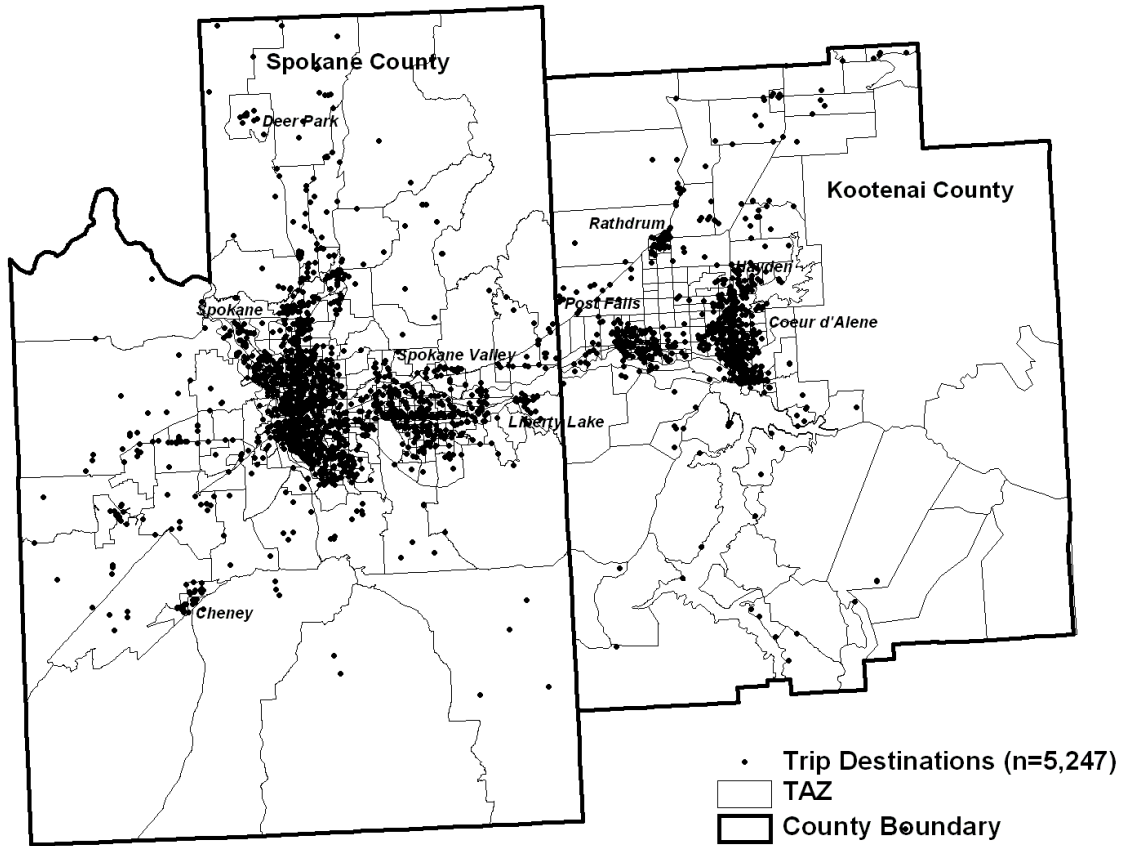 Spokane County
Deer Park
Kootenai County
Rathdrum
Hayden
Post Falls
Spokane
Coeur d'Alene
Spokane Valley
Liberty Lake
Cheney
Trip Destinations (n=5,247)
TAZ
County Boundary